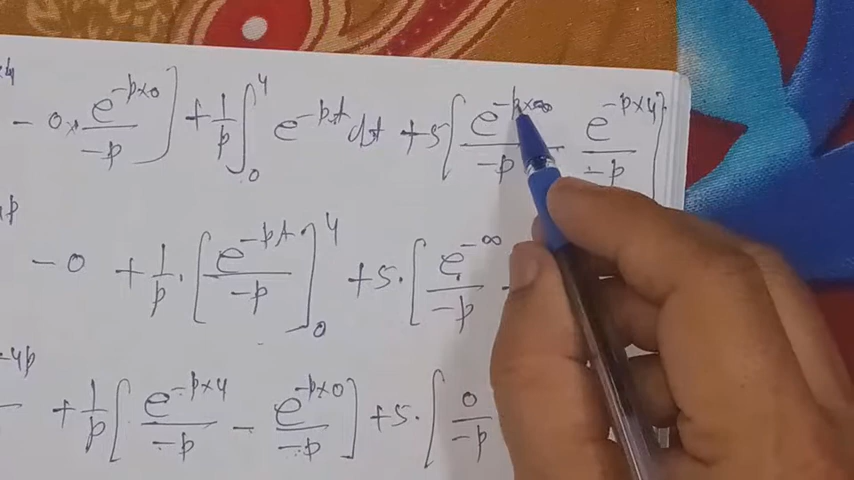 - 0 × e^{-p×0}/-p ] + 1/p ∫_0^4 e^{-pt} dt + 5 [ e^{-p×∞}/-p  e^{-p×4}/-p ]
- 0 + 1/p · [ e^{-pt}/-p ]_0^4 + 5 · [ e^{-∞}/-p -
-4p + 1/p [ e^{-p×4}/-p - e^{-p×0}/-p ] + 5 · [ 0/-p